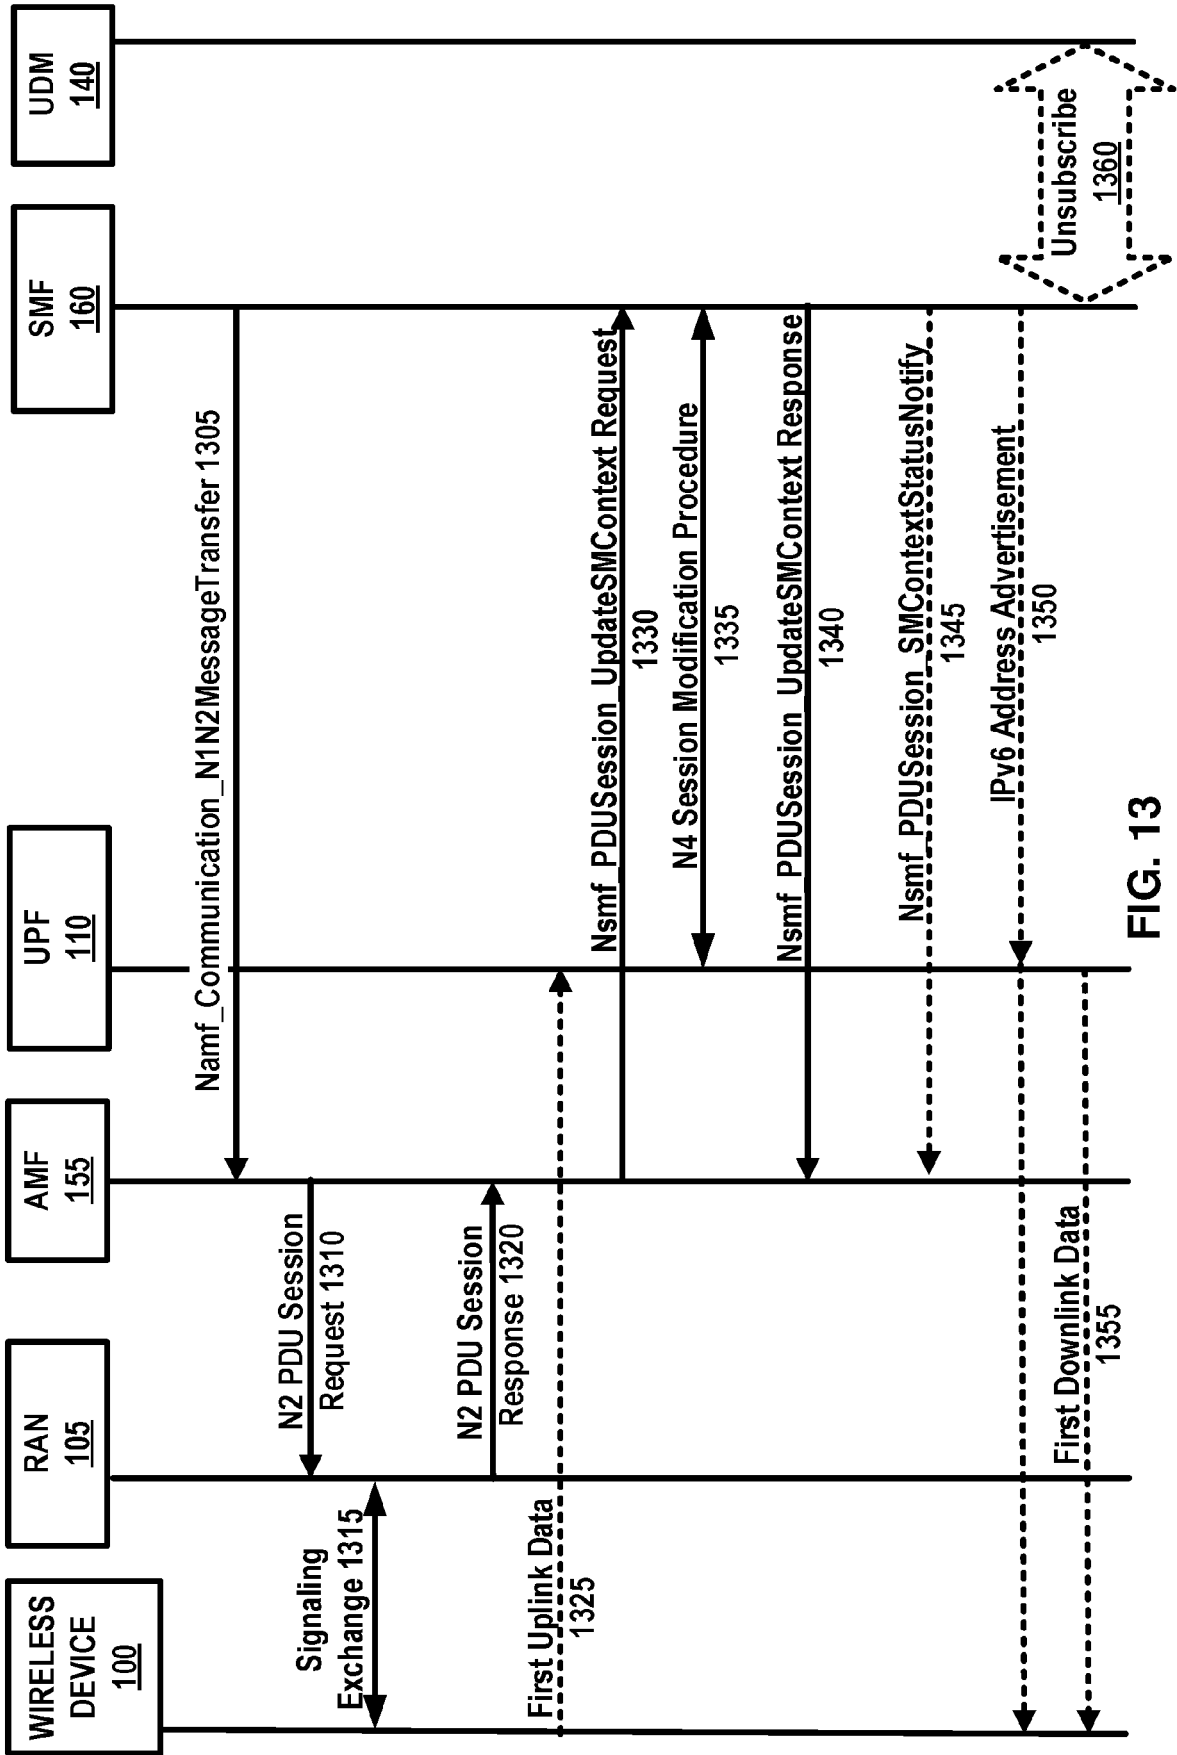 WIRELESS
DEVICE
100
RAN
105
AMF
155
UPF
110
SMF
160
UDM
140
Namf_Communication_N1N2MessageTransfer 1305
N2 PDU Session
Request 1310
Signaling
Exchange 1315
N2 PDU Session
Response 1320
First Uplink Data
1325
Nsmf_PDUSession_UpdateSMContext Request
1330
N4 Session Modification Procedure
1335
Nsmf_PDUSession_UpdateSMContext Response
1340
Nsmf_PDUSession_SMContextStatusNotify
1345
IPv6 Address Advertisement
1350
First Downlink Data
1355
Unsubscribe
1360
FIG. 13